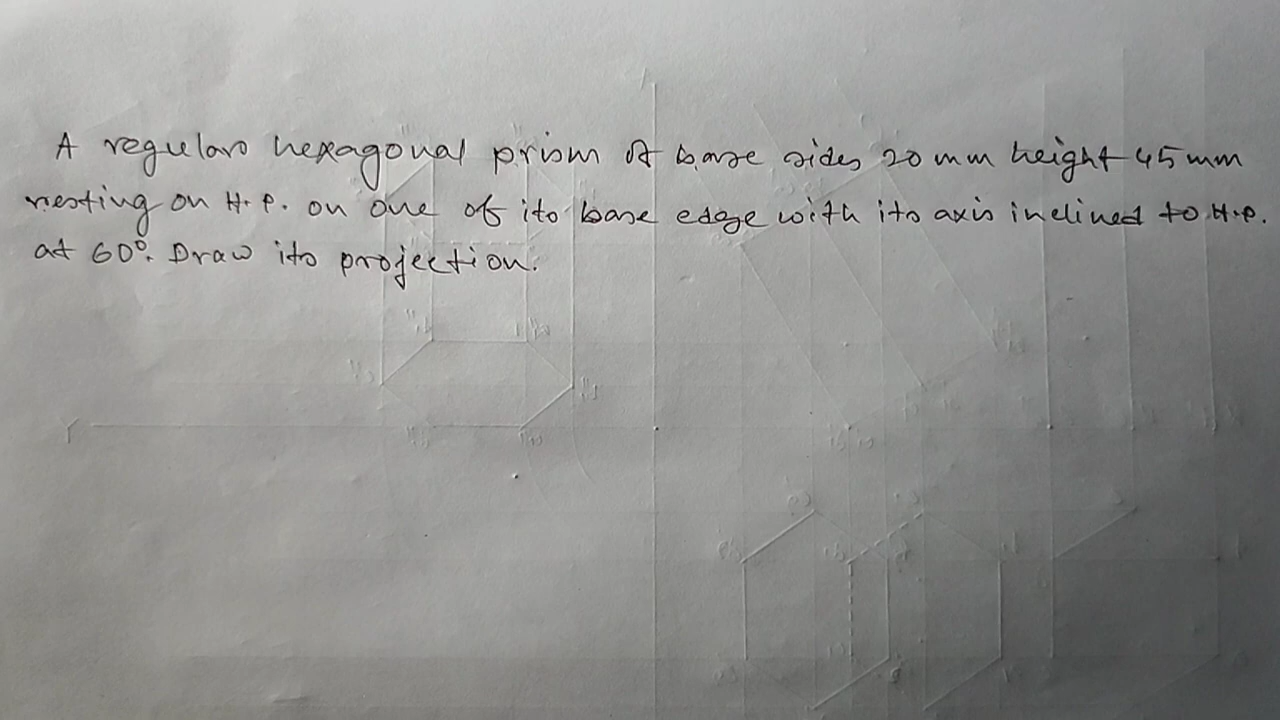 A regular hexagonal prism of base sides 20 mm height 45 mm
resting on H.P. on one of its base edge with its axis inclined to H.P.
at 60°. Draw its projection.